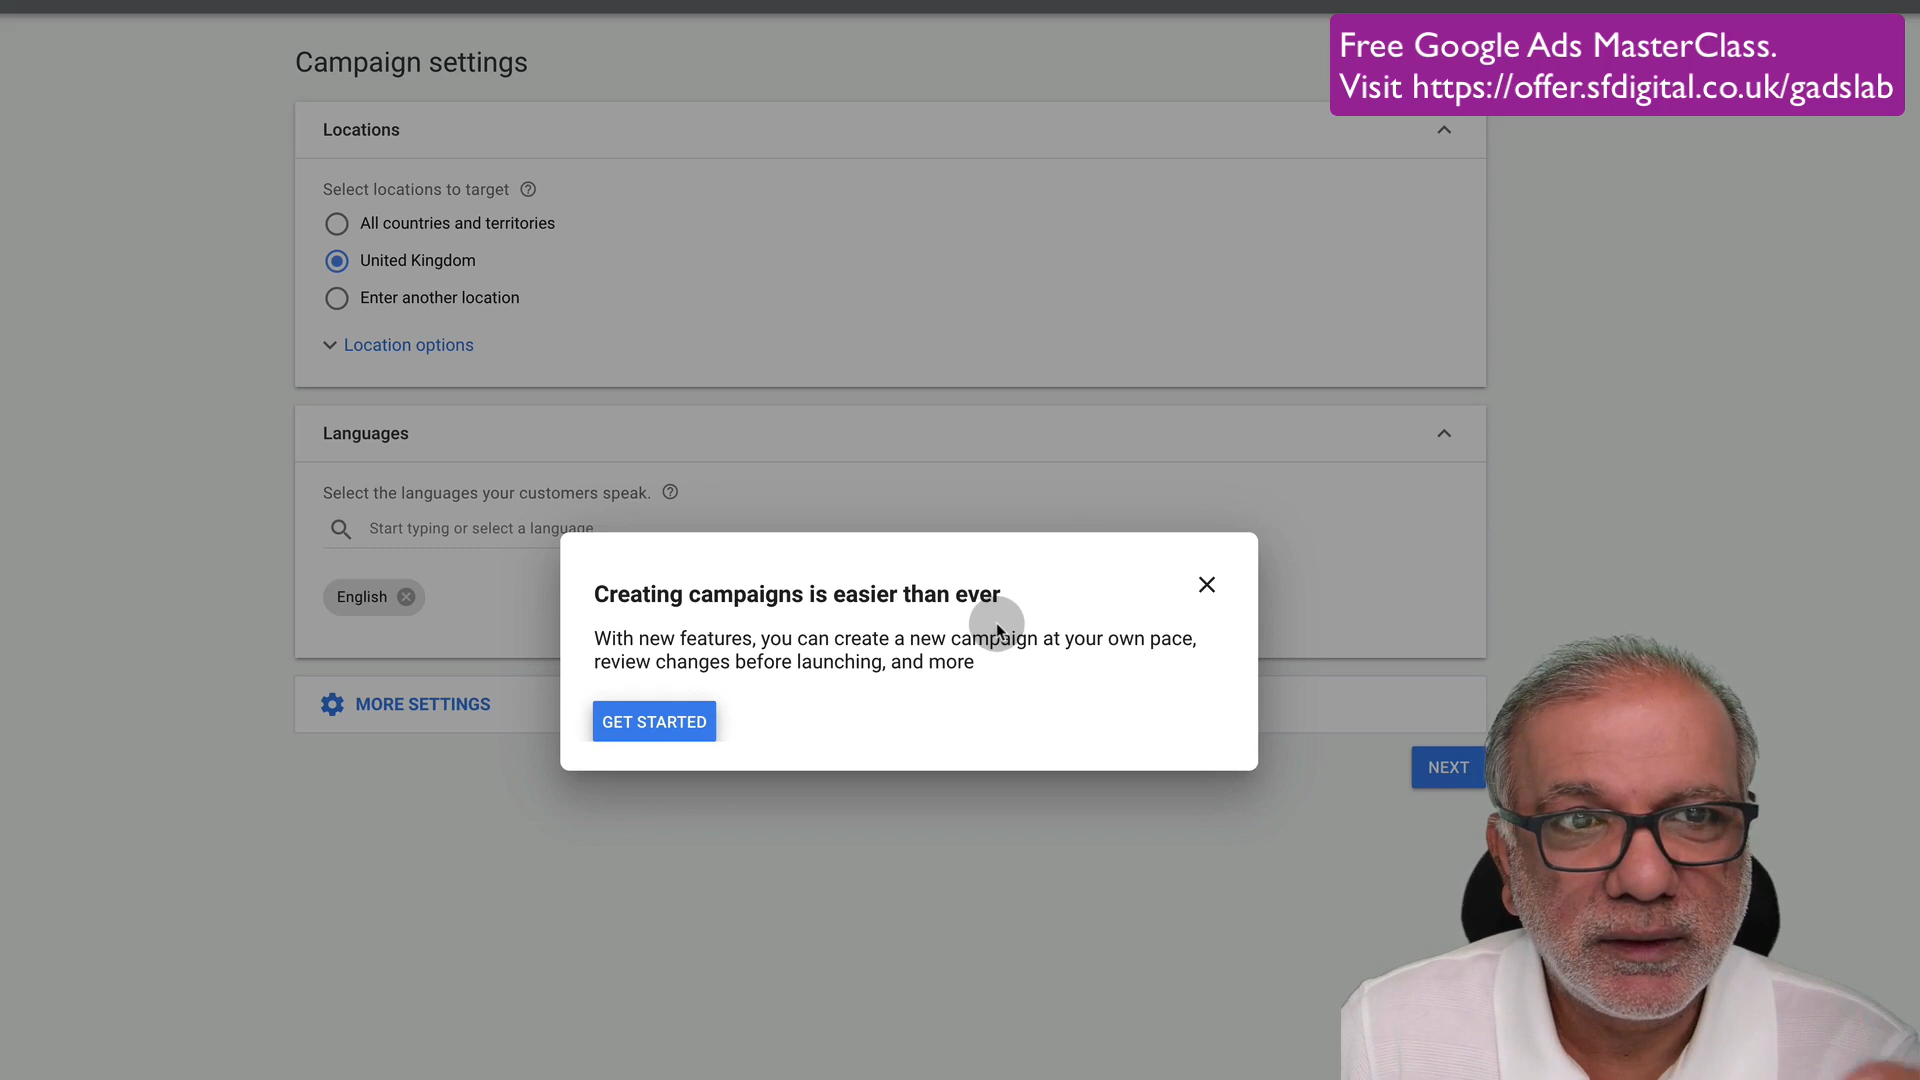 Free Google Ads MasterClass.
Visit https://offer.sfdigital.co.uk/gadslab
Campaign settings
Locations
Select locations to target
All countries and territories
United Kingdom
Enter another location
Location options
Languages
Select the languages your customers speak.
Start typing or select a language
English
Creating campaigns is easier than ever
With new features, you can create a new campaign at your own pace,
review changes before launching, and more
GET STARTED
MORE SETTINGS
NEXT